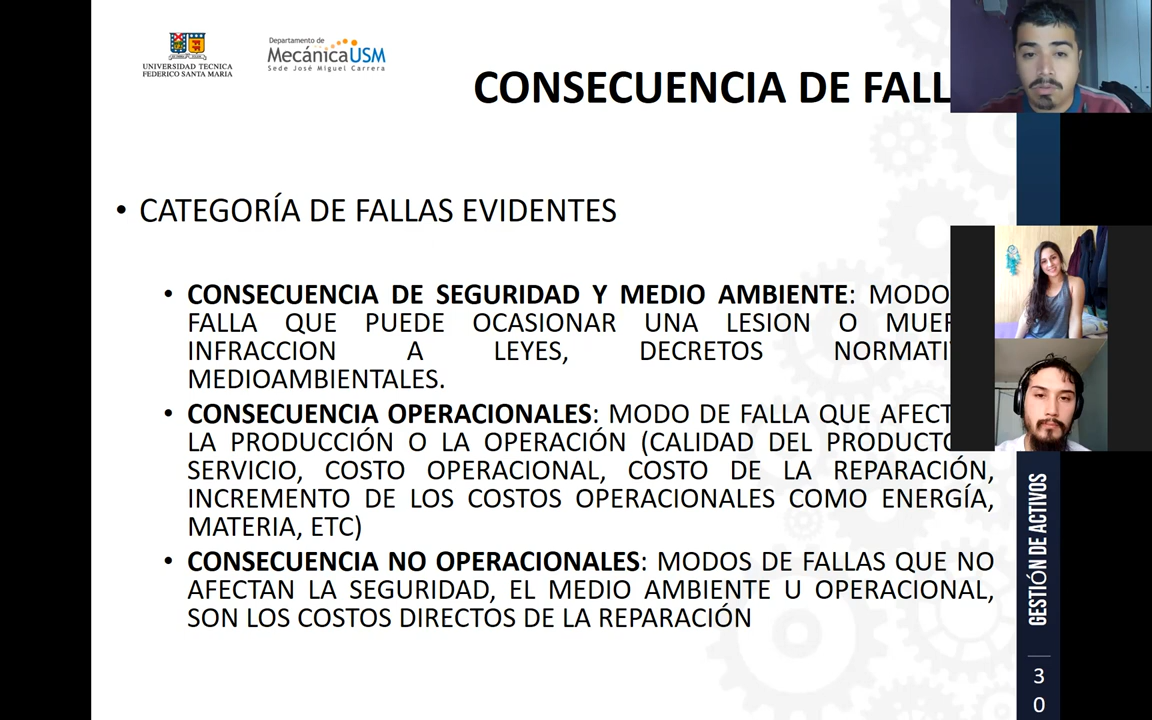 UNIVERSIDAD TECNICA
FEDERICO SANTA MARIA
Departamento de
MecánicaUSM
Sede José Miguel Carrera
CONSECUENCIA DE FALL
• CATEGORÍA DE FALLAS EVIDENTES
• CONSECUENCIA DE SEGURIDAD Y MEDIO AMBIENTE: MODO
FALLA QUE PUEDE OCASIONAR UNA LESION O MUER
INFRACCION A LEYES, DECRETOS NORMATI
MEDIOAMBIENTALES.
• CONSECUENCIA OPERACIONALES: MODO DE FALLA QUE AFECT
LA PRODUCCIÓN O LA OPERACIÓN (CALIDAD DEL PRODUCTO
SERVICIO, COSTO OPERACIONAL, COSTO DE LA REPARACIÓN,
INCREMENTO DE LOS COSTOS OPERACIONALES COMO ENERGÍA,
MATERIA, ETC)
• CONSECUENCIA NO OPERACIONALES: MODOS DE FALLAS QUE NO
AFECTAN LA SEGURIDAD, EL MEDIO AMBIENTE U OPERACIONAL,
SON LOS COSTOS DIRECTOS DE LA REPARACIÓN
GESTIÓN DE ACTIVOS
3
0